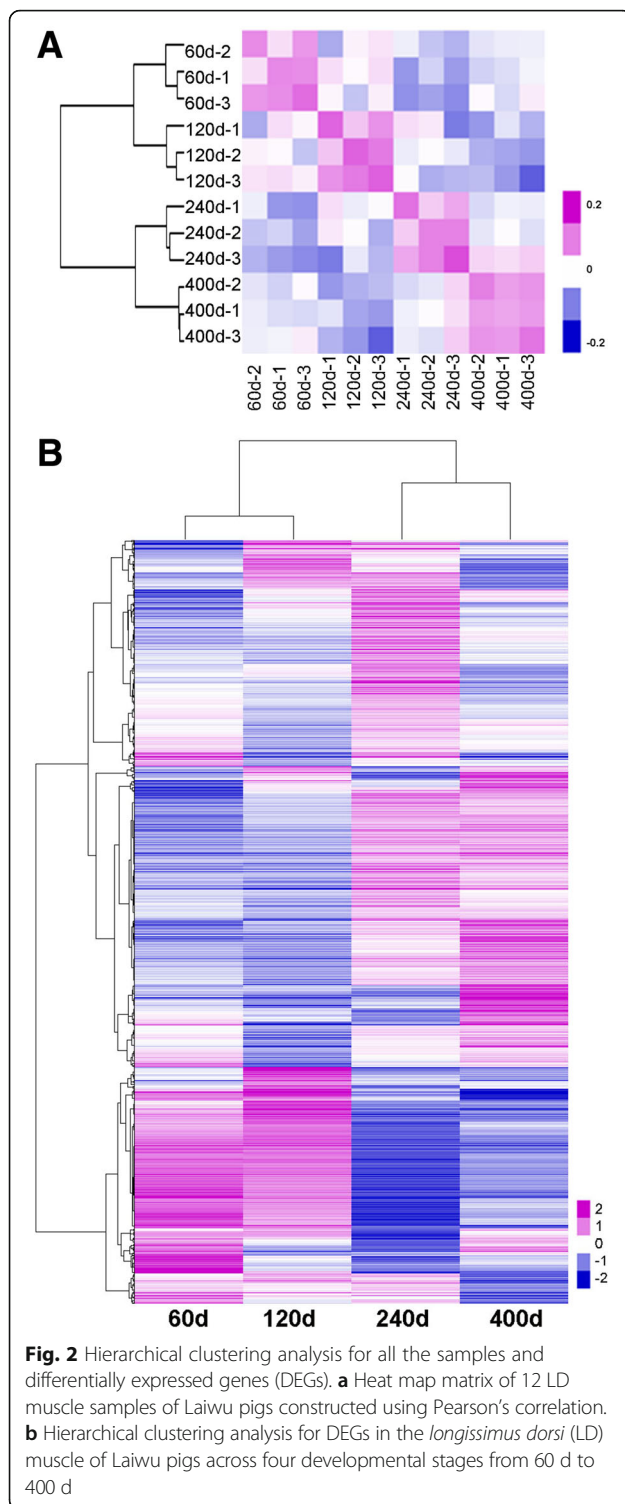 A
60d-2
60d-1
60d-3
120d-1
120d-2
120d-3
240d-1
240d-2
240d-3
400d-2
400d-1
400d-3
0.2
0
-0.2
60d-2
60d-1
60d-3
120d-1
120d-2
120d-3
240d-1
240d-2
240d-3
400d-2
400d-1
400d-3
B
2
1
0
-1
-2
60d 120d 240d 400d
Fig. 2 Hierarchical clustering analysis for all the samples and
differentially expressed genes (DEGs). a Heat map matrix of 12 LD
muscle samples of Laiwu pigs constructed using Pearson's correlation.
b Hierarchical clustering analysis for DEGs in the longissimus dorsi (LD)
muscle of Laiwu pigs across four developmental stages from 60 d to
400 d